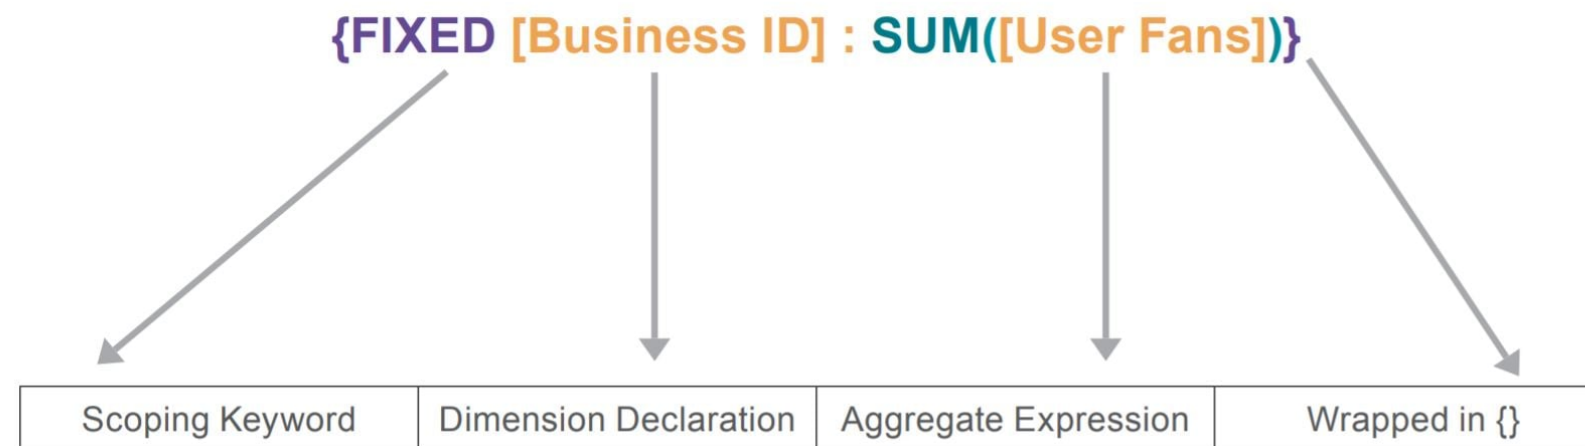 {FIXED [Business ID] : SUM([User Fans])}
Scoping Keyword
Dimension Declaration
Aggregate Expression
Wrapped in {}